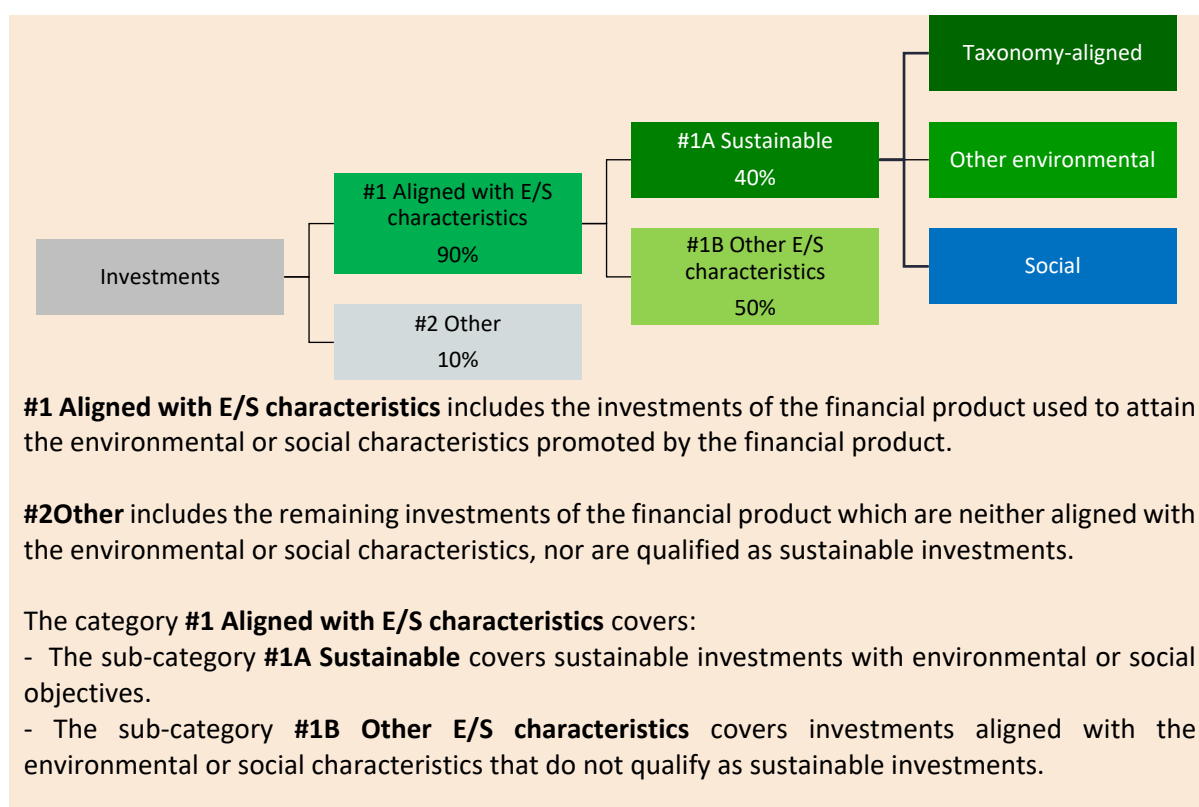 Taxonomy-aligned
#1A Sustainable
40%
Other environmental
#1 Aligned with E/S
characteristics
90%
#1B Other E/S
characteristics
50%
Investments
Social
#2 Other
10%
#1 Aligned with E/S characteristics includes the investments of the financial product used to attain
the environmental or social characteristics promoted by the financial product.
#2Other includes the remaining investments of the financial product which are neither aligned with
the environmental or social characteristics, nor are qualified as sustainable investments.
The category #1 Aligned with E/S characteristics covers:
- The sub-category #1A Sustainable covers sustainable investments with environmental or social
objectives.
- The sub-category #1B Other E/S characteristics covers investments aligned with the
environmental or social characteristics that do not qualify as sustainable investments.